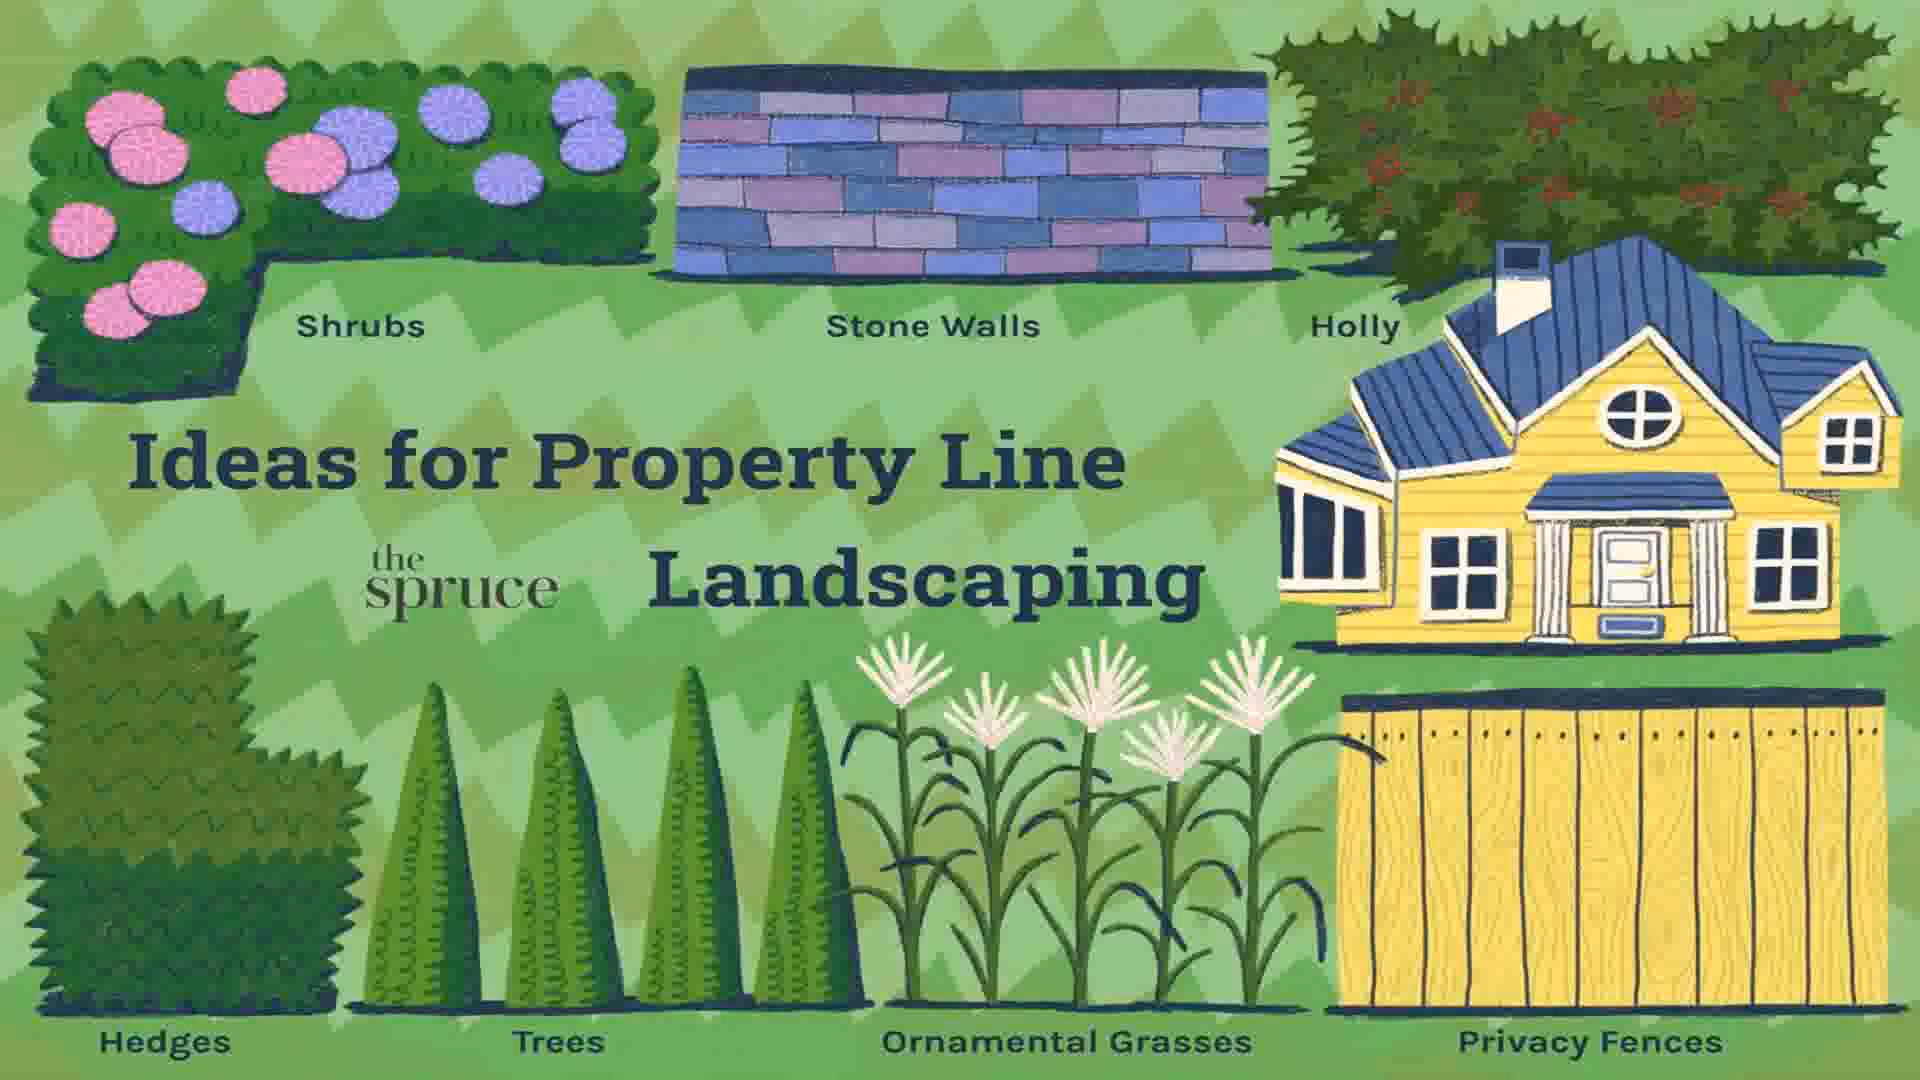 Shrubs
Stone Walls
Holly
Ideas for Property Line
Landscaping
the
spruce
Hedges
Trees
Ornamental Grasses
Privacy Fences